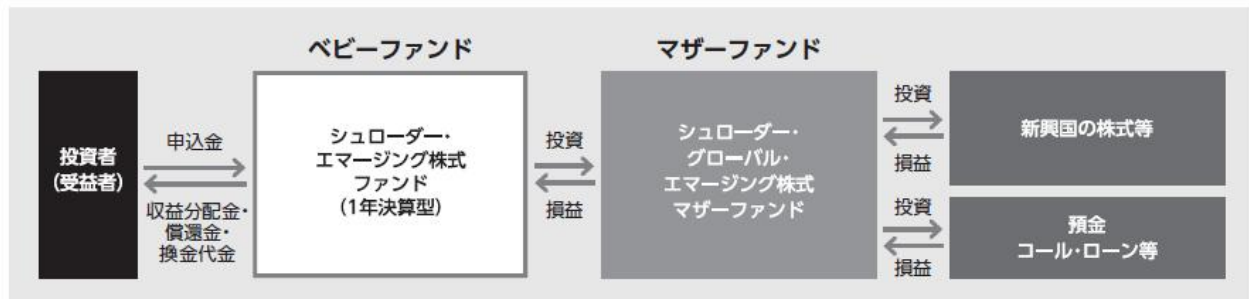 ベビーファンド
マザーファンド
投資者
(受益者)
申込金
収益分配金・
償還金・
換金代金
シュローダー・
エマージング株式
ファンド
(1年決算型)
投資
損益
シュローダー・
グローバル・
エマージング株式
マザーファンド
投資
損益
新興国の株式等
投資
損益
預金
コール・ローン等